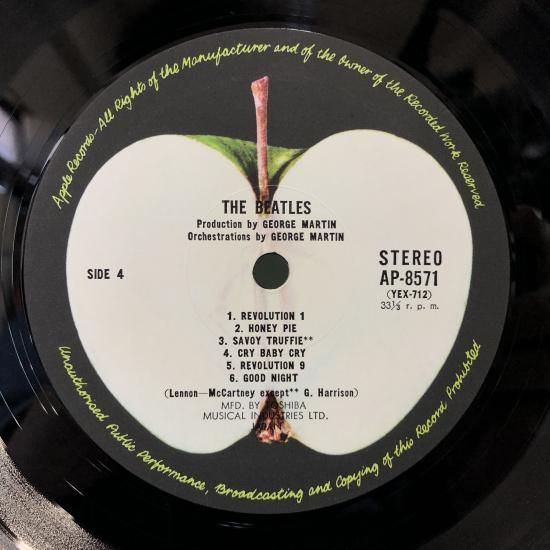 Apple Records-All Rights of the Manufacturer and of the Owner of the Recorded Work Reserved
THE BEATLES
Production by GEORGE MARTIN
Orchestrations by GEORGE MARTIN
SIDE 4
STEREO
AP-8571
(YEX-712)
33⅓ r. p. m.
1. REVOLUTION 1
2. HONEY PIE
3. SAVOY TRUFFIE**
4. CRY BABY CRY
5. REVOLUTION 9
6. GOOD NIGHT
(Lennon—McCartney except** G. Harrison)
MFD. BY TOSHIBA
MUSICAL INDUSTRIES LTD.
JAPAN
Unauthorised Public Performance, Broadcasting and Copying of this Record Prohibited